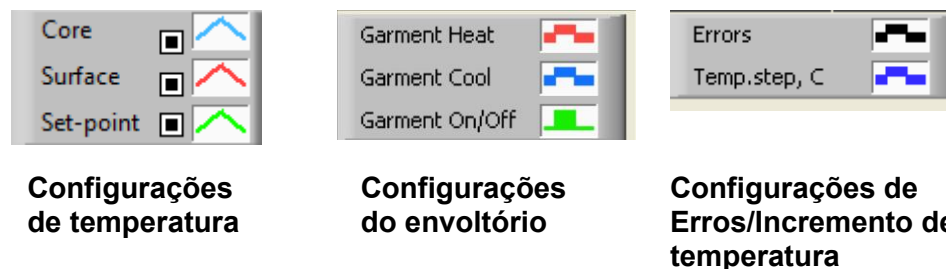 Core
Surface
Set-point
Garment Heat
Garment Cool
Garment On/Off
Errors
Temp.step, C
Configurações
de temperatura
Configurações
do envoltório
Configurações de
Erros/Incremento de
temperatura